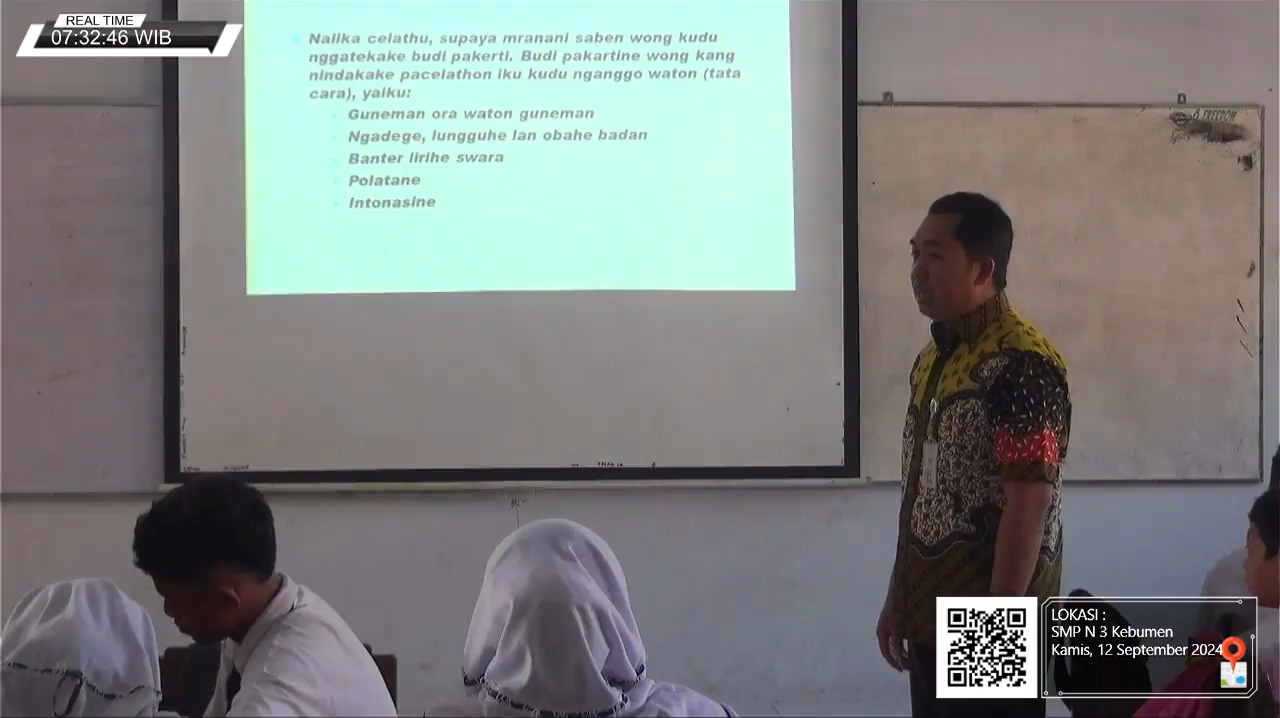 REAL TIME
07:32:46 WIB
Nalika celathu, supaya mranani saben wong kudu
nggatekake budi pakerti. Budi pakartine wong kang
nindakake pacelathon iku kudu nganggo waton (tata
cara), yaiku:
Guneman ora waton guneman
Ngadege, lungguhe lan obahe badan
Banter lirihe swara
Polatane
Intonasine
FREEDOM
LOKASI :
SMP N 3 Kebumen
Kamis, 12 September 2024